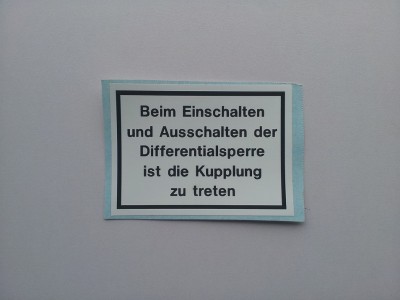 Beim Einschalten
und Ausschalten der
Differentialsperre
ist die Kupplung
zu treten